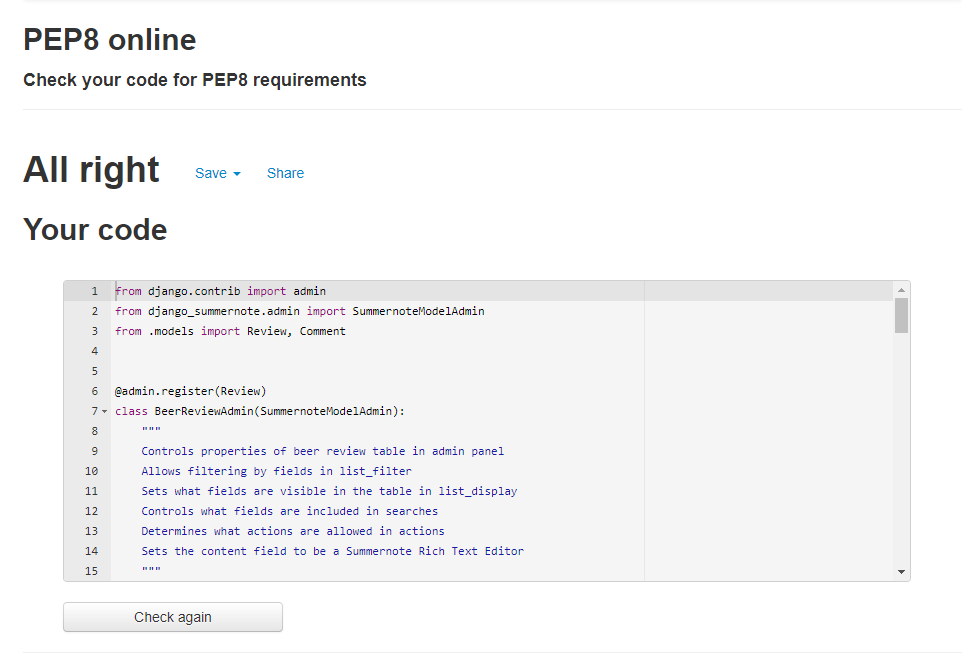 PEP8 online
Check your code for PEP8 requirements
All right Save Share
Your code
1 from django.contrib import admin
2 from django_summernote.admin import SummernoteModelAdmin
3 from .models import Review, Comment
4
5
6 @admin.register(Review)
7 class BeerReviewAdmin(SummernoteModelAdmin):
8 """
9 Controls properties of beer review table in admin panel
10 Allows filtering by fields in list_filter
11 Sets what fields are visible in the table in list_display
12 Controls what fields are included in searches
13 Determines what actions are allowed in actions
14 Sets the content field to be a Summernote Rich Text Editor
15 """
Check again